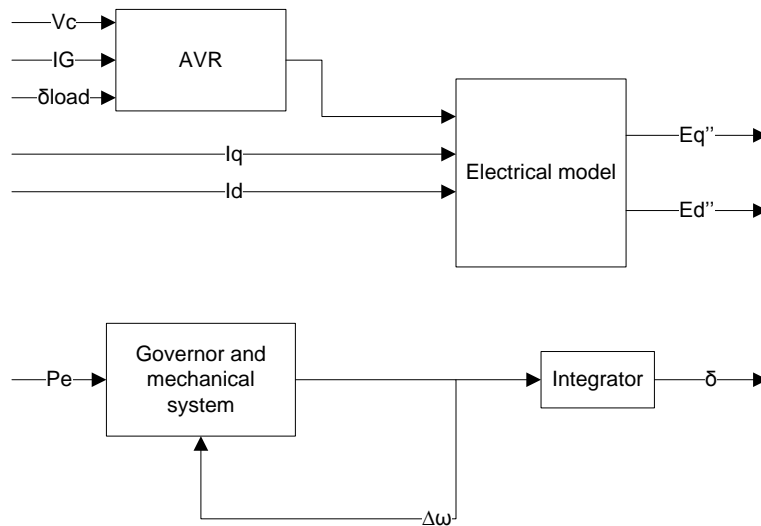 Vc
IG
δload
AVR
Iq
Id
Electrical model
Eq’’
Ed’’
Pe
Governor and
mechanical
system
Integrator
δ
Δω